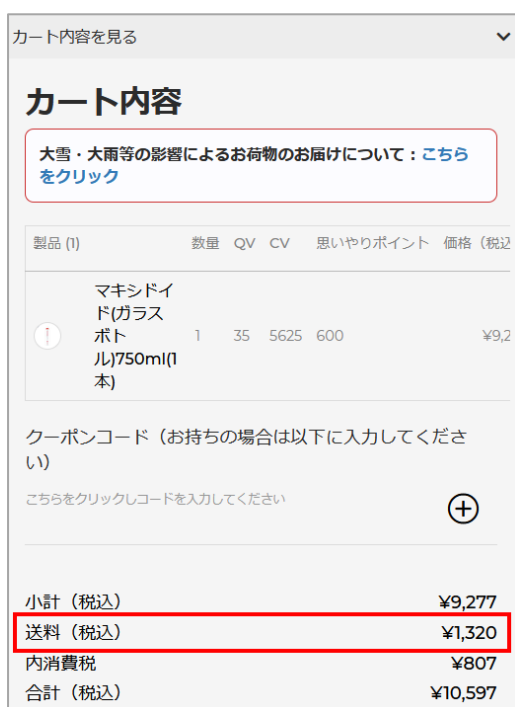 カート内容を見る
カート内容
大雪・大雨等の影響によるお荷物のお届けについて：こちら
をクリック
製品 (1) 数量 QV CV 思いやりポイント 価格（税込
マキシドイ
ド(ガラス
ボト
ル)750ml(1
本)
1 35 5625 600 ¥9,2
クーポンコード（お持ちの場合は以下に入力してくださ
い）
こちらをクリックしコードを入力してください
小計（税込） ¥9,277
送料（税込） ¥1,320
内消費税 ¥807
合計（税込） ¥10,597